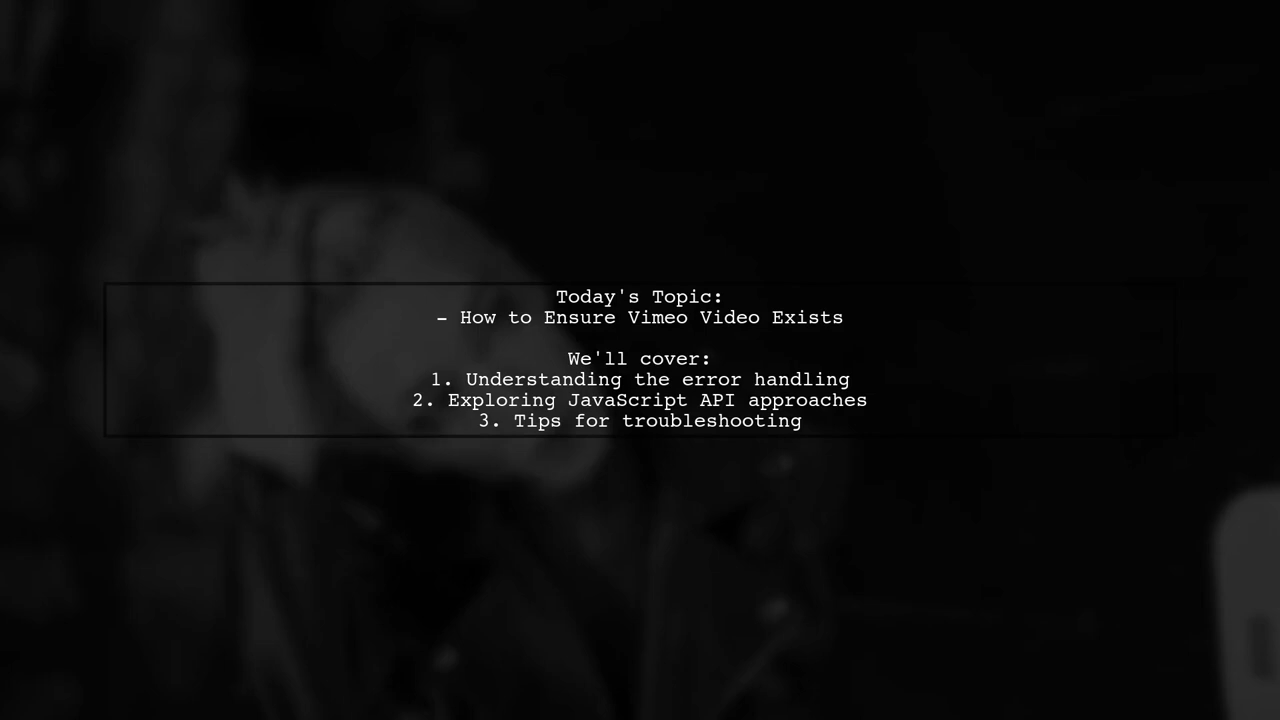 Today's Topic:
- How to Ensure Vimeo Video Exists
We'll cover:
1. Understanding the error handling
2. Exploring JavaScript API approaches
3. Tips for troubleshooting